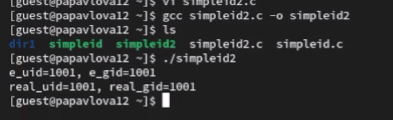 [guest@papavlova12 ~]$ vi simpleid2.c
[guest@papavlova12 ~]$ gcc simpleid2.c -o simpleid2
[guest@papavlova12 ~]$ ls
dir1 simpleid simpleid2 simpleid2.c simpleid.c
[guest@papavlova12 ~]$ ./simpleid2
e_uid=1001, e_gid=1001
real_uid=1001, real_gid=1001
[guest@papavlova12 ~]$